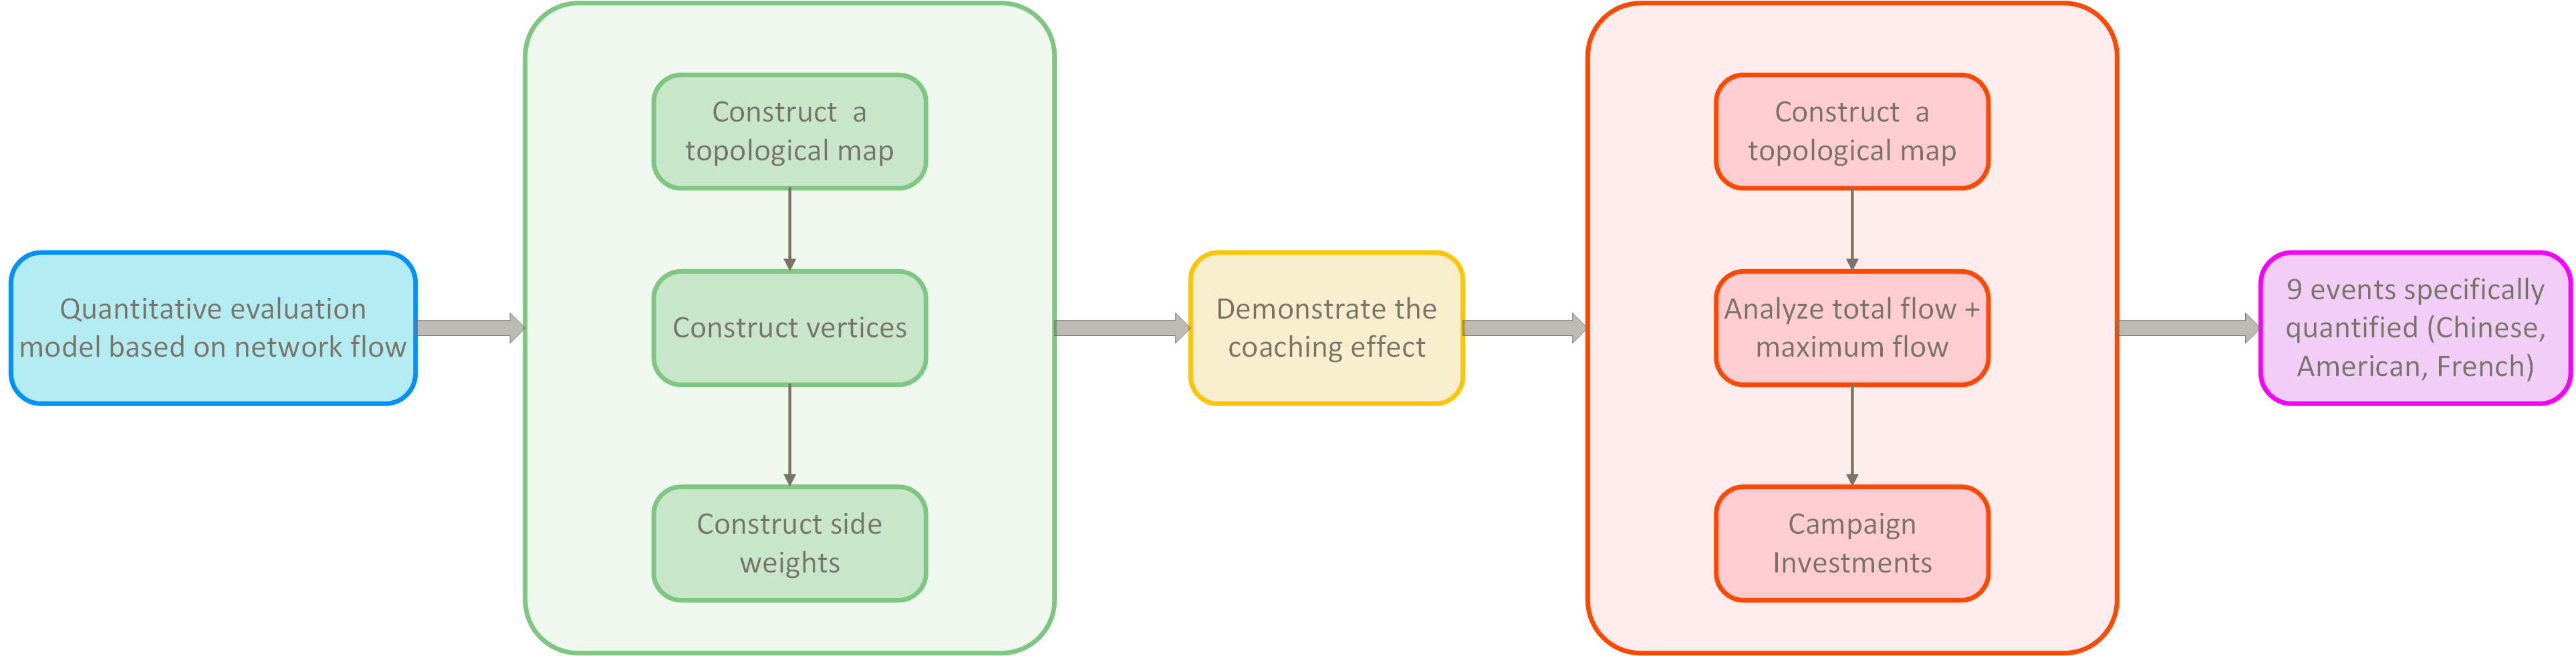 Quantitative evaluation
model based on network flow
Construct  a
topological map
Construct vertices
Construct side
weights
Demonstrate the
coaching effect
Construct  a
topological map
Analyze total flow +
maximum flow
Campaign
Investments
9 events specifically
quantified (Chinese,
American, French)